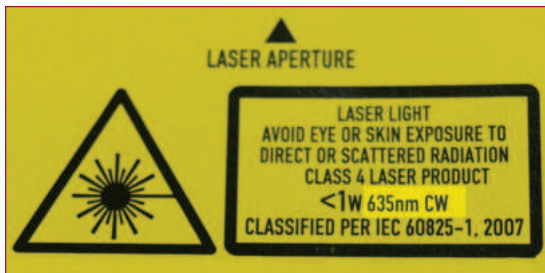 LASER APERTURE
LASER LIGHT
AVOID EYE OR SKIN EXPOSURE TO
DIRECT OR SCATTERED RADIATION
CLASS 4 LASER PRODUCT
<1W 635nm CW
CLASSIFIED PER IEC 60825-1, 2007